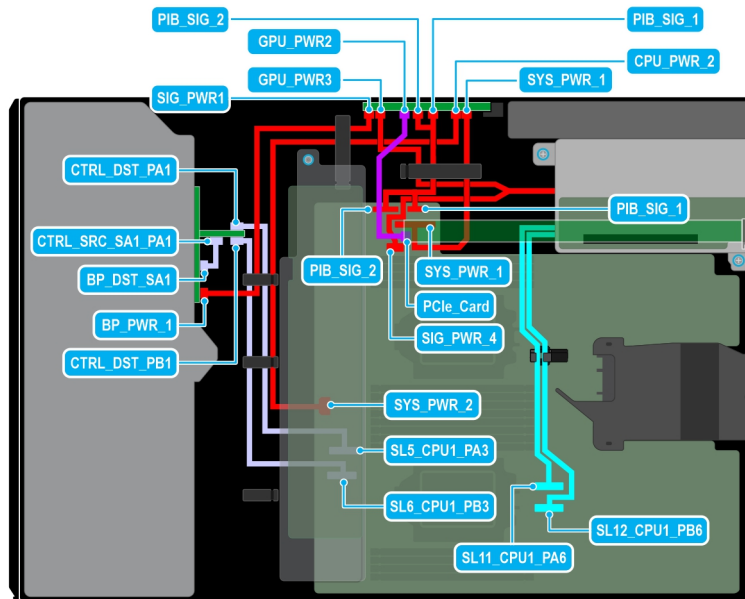 PIB_SIG_2
PIB_SIG_1
GPU_PWR2
CPU_PWR_2
GPU_PWR3
SYS_PWR_1
SIG_PWR1
CTRL_DST_PA1
PIB_SIG_1
CTRL_SRC_SA1_PA1
PIB_SIG_2
SYS_PWR_1
BP_DST_SA1
PCIe_Card
BP_PWR_1
SIG_PWR_4
CTRL_DST_PB1
SYS_PWR_2
SL5_CPU1_PA3
SL6_CPU1_PB3
SL12_CPU1_PB6
SL11_CPU1_PA6